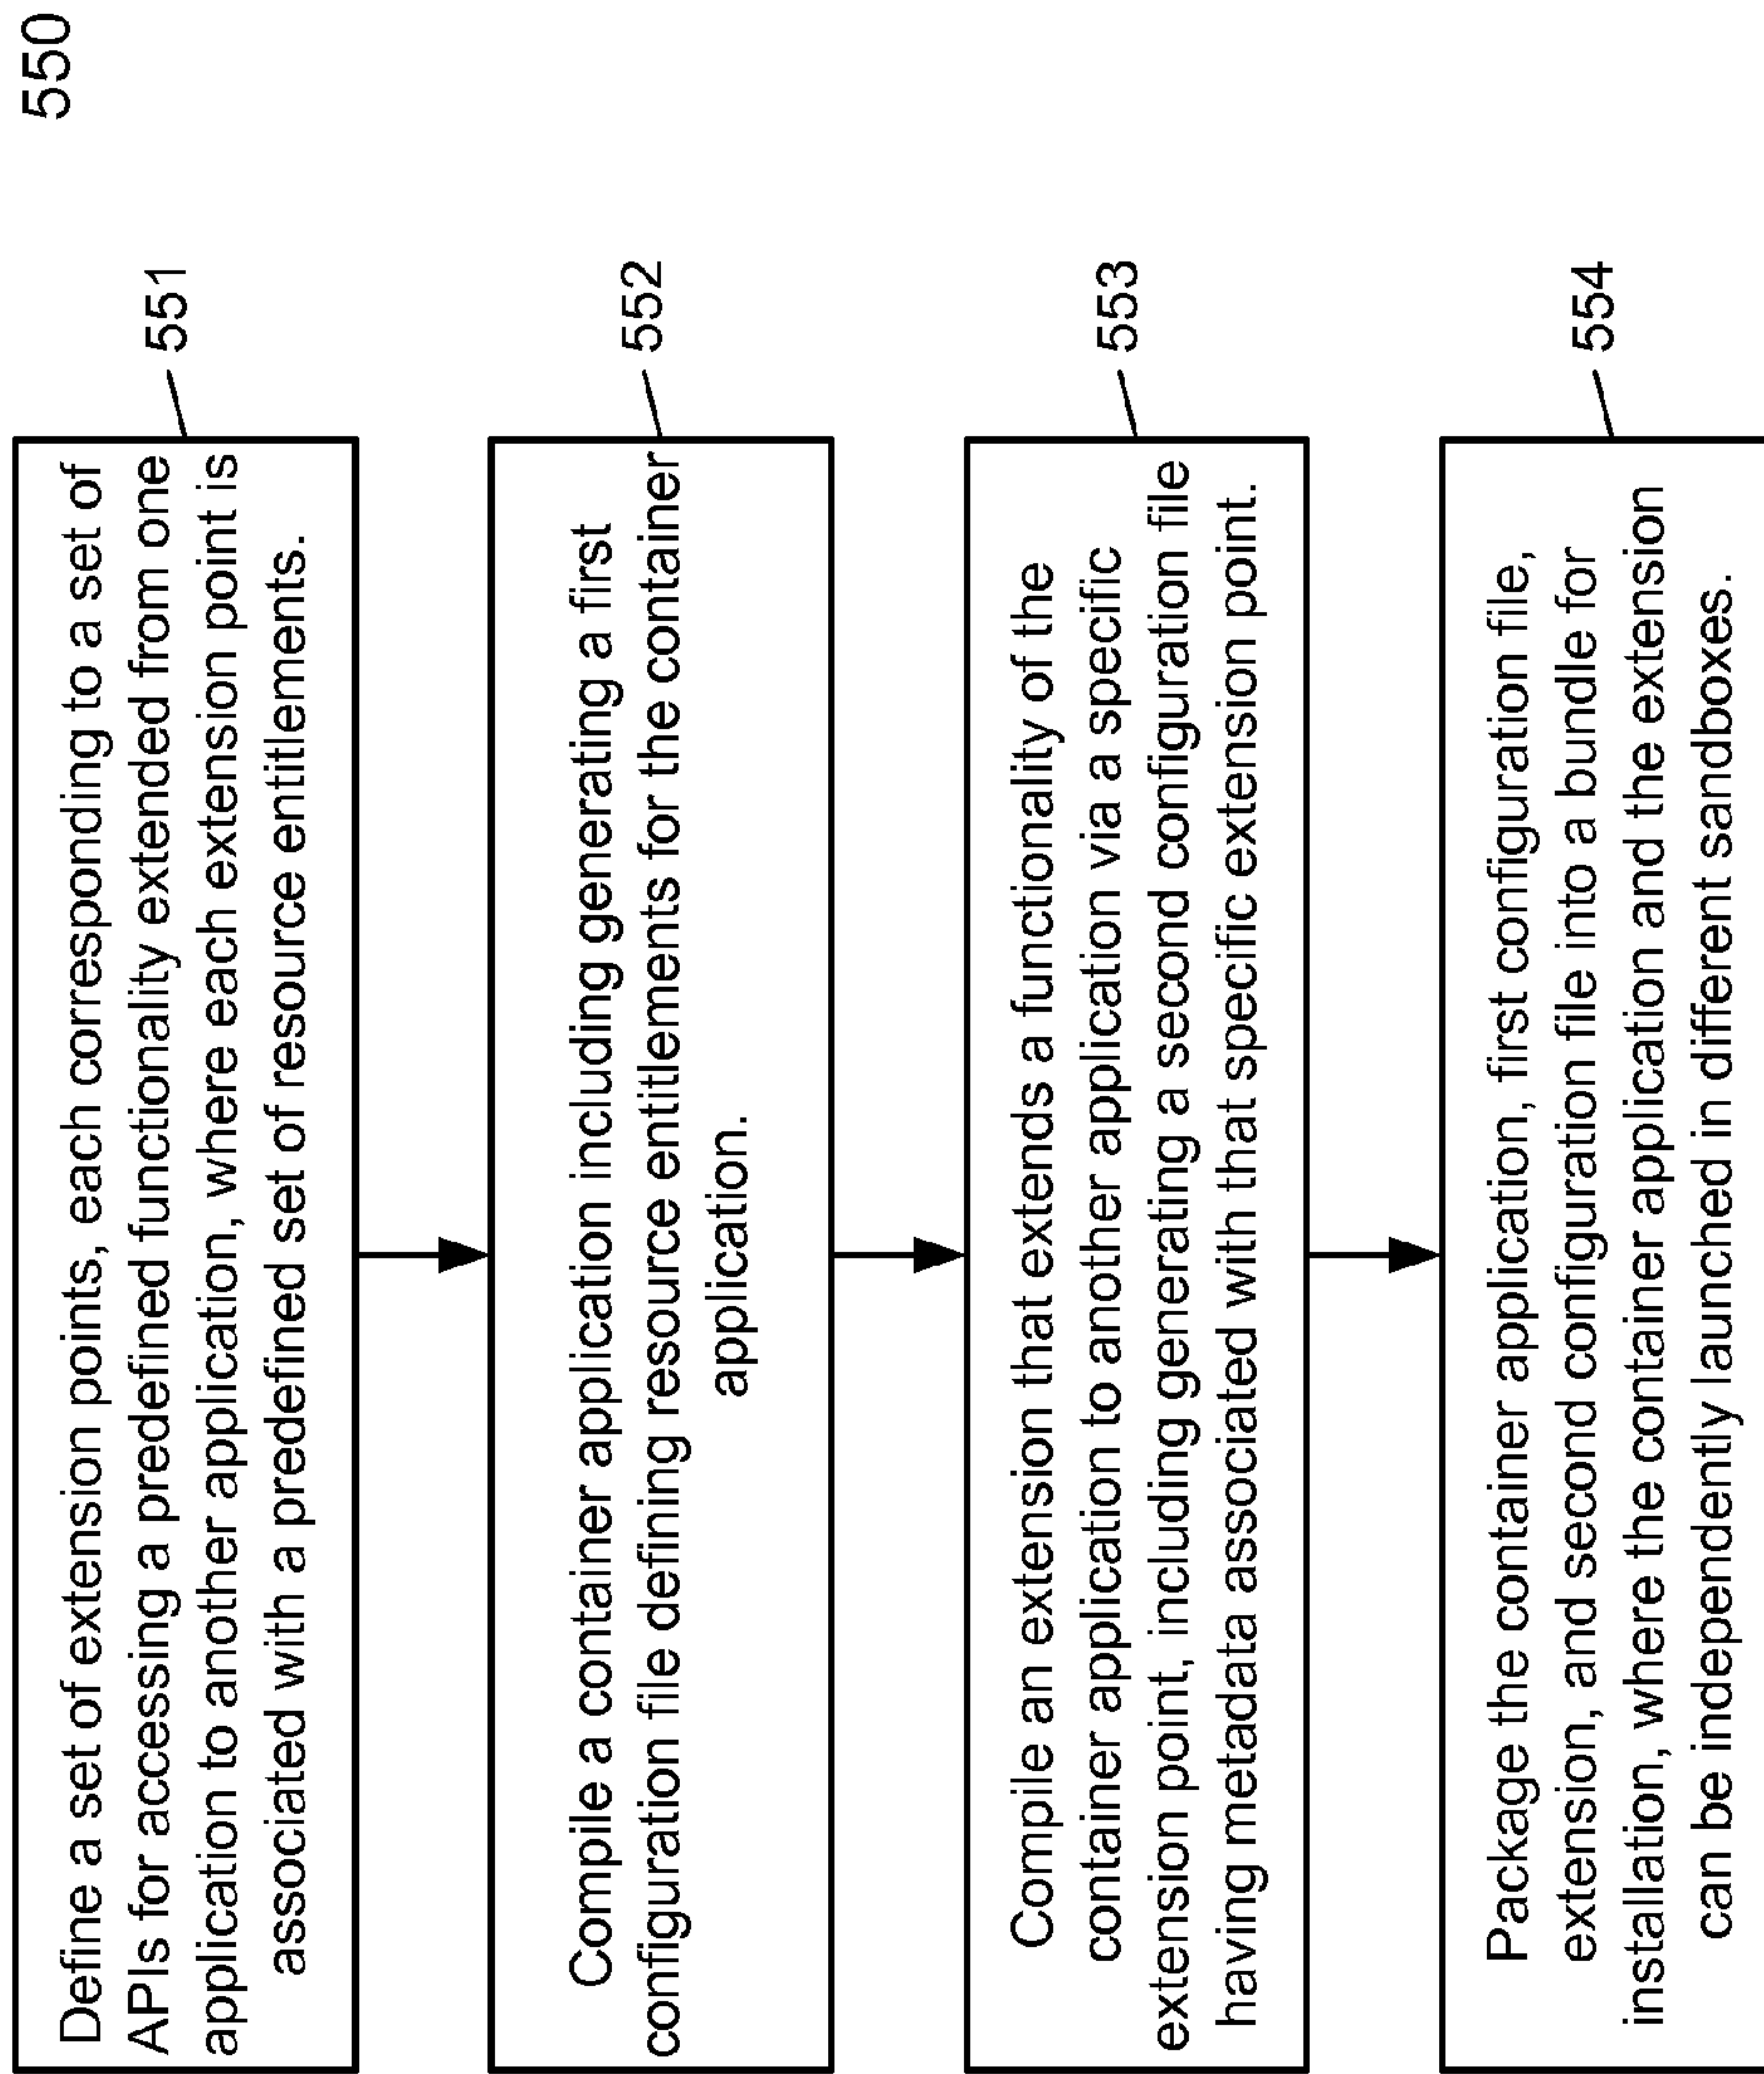 550
Define a set of extension points, each corresponding to a set of
APIs for accessing a predefined functionality extended from one
application to another application, where each extension point is
associated with a predefined set of resource entitlements.
551
Compile a container application including generating a first
configuration file defining resource entitlements for the container
application.
552
Compile an extension that extends a functionality of the
container application to another application via a specific
extension point, including generating a second configuration file
having metadata associated with that specific extension point.
553
Package the container application, first configuration file,
extension, and second configuration file into a bundle for
installation, where the container application and the extension
can be independently launched in different sandboxes.
554